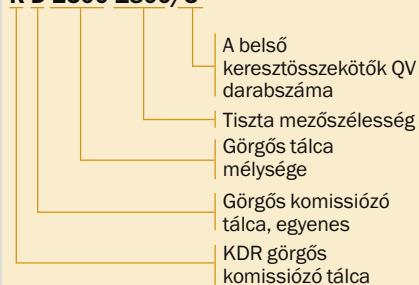 A belső
keresztösszekötők QV
darabszáma
Tiszta mezőszélesség
Görgős tálca
mélysége
Görgős komissiózó
tálca, egyenes
KDR görgős
komissiózó tálca